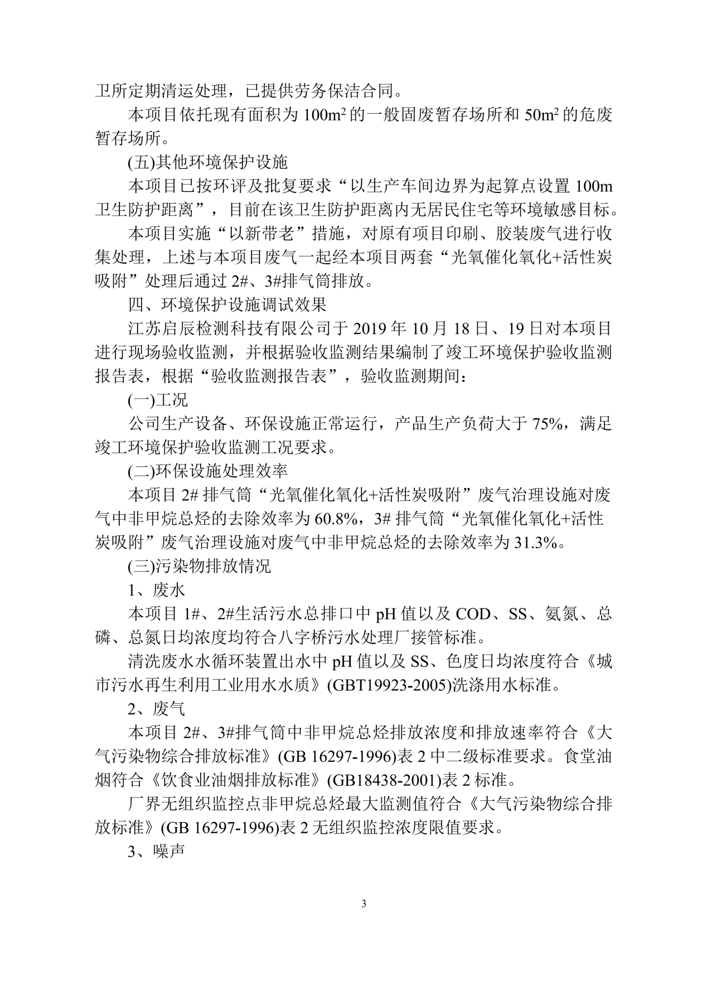 卫所定期清运处理，已提供劳务保洁合同。
本项目依托现有面积为 100m²的一般固废暂存场所和 50m²的危废
暂存场所。
(五)其他环境保护设施
本项目已按环评及批复要求“以生产车间边界为起算点设置 100m
卫生防护距离”，目前在该卫生防护距离内无居民住宅等环境敏感目标。
本项目实施“以新带老”措施，对原有项目印刷、胶装废气进行收
集处理，上述与本项目废气一起经本项目两套“光氧催化氧化+活性炭
吸附”处理后通过 2#、3#排气筒排放。
四、环境保护设施调试效果
江苏启辰检测科技有限公司于 2019 年 10 月 18 日、19 日对本项目
进行现场验收监测，并根据验收监测结果编制了竣工环境保护验收监测
报告表，根据“验收监测报告表”，验收监测期间：
(一)工况
公司生产设备、环保设施正常运行，产品生产负荷大于 75%，满足
竣工环境保护验收监测工况要求。
(二)环保设施处理效率
本项目 2# 排气筒“光氧催化氧化+活性炭吸附”废气治理设施对废
气中非甲烷总烃的去除效率为 60.8%，3# 排气筒“光氧催化氧化+活性
炭吸附”废气治理设施对废气中非甲烷总烃的去除效率为 31.3%。
(三)污染物排放情况
1、废水
本项目 1#、2#生活污水总排口中 pH 值以及 COD、SS、氨氮、总
磷、总氮日均浓度均符合八字桥污水处理厂接管标准。
清洗废水水循环装置出水中 pH 值以及 SS、色度日均浓度符合《城
市污水再生利用工业用水水质》(GBT19923-2005)洗涤用水标准。
2、废气
本项目 2#、3#排气筒中非甲烷总烃排放浓度和排放速率符合《大
气污染物综合排放标准》(GB 16297-1996)表 2 中二级标准要求。食堂油
烟符合《饮食业油烟排放标准》(GB18438-2001)表 2 标准。
厂界无组织监控点非甲烷总烃最大监测值符合《大气污染物综合排
放标准》(GB 16297-1996)表 2 无组织监控浓度限值要求。
3、噪声
3